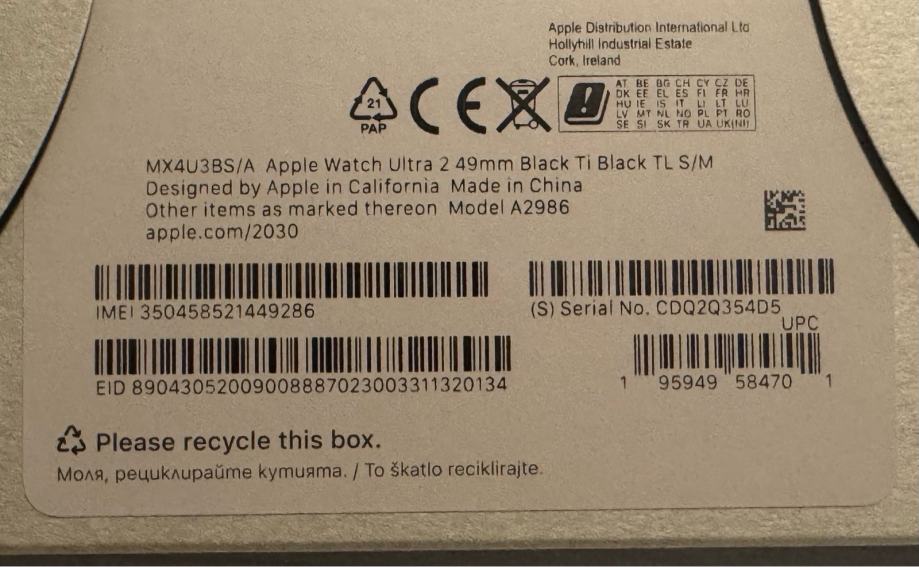 Apple Distribution International Ltd
Hollyhill Industrial Estate
Cork, Ireland
21
PAP
CE
AT BE BG CH CY CZ DE
DK EE EL ES FI FR HR
HU IE IS IT LI LT LU
LV MT NL NO PL PT RO
SE SI SK TR UA UK(NI)
MX4U3BS/A Apple Watch Ultra 2 49mm Black Ti Black TL S/M
Designed by Apple in California Made in China
Other items as marked thereon Model A2986
apple.com/2030
IMEI 350458521449286
(S) Serial No. CDQ2Q354D5
UPC
EID 89043052009008887023003311320134
1 95949 58470 1
Please recycle this box.
Моля, рециклирайте кутията. / To škatlo reciklirajte.